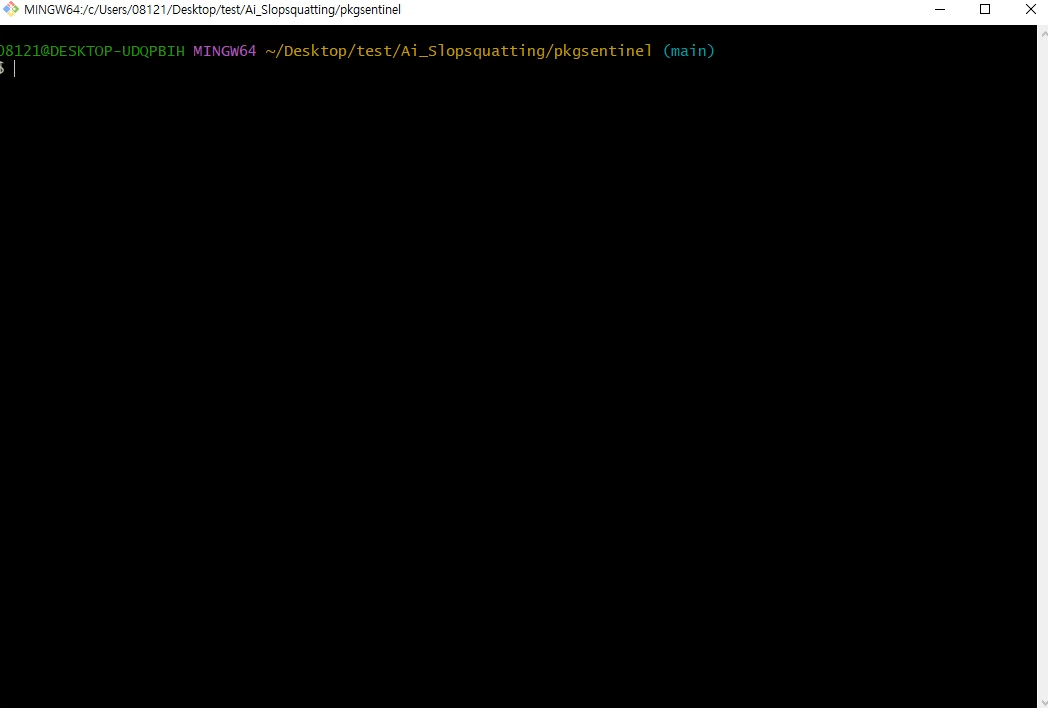 MINGW64:/c/Users/08121/Desktop/test/Ai_Slopsquatting/pkgsentinel
08121@DESKTOP-UDQPBIH MINGW64 ~/Desktop/test/Ai_Slopsquatting/pkgsentinel (main)
$